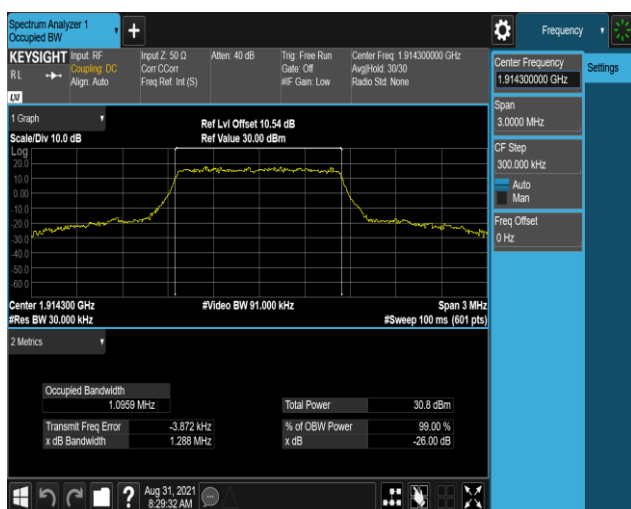 Spectrum Analyzer 1
Occupied BW
Frequency
KEYSIGHT
RL
LXI
Input: RF
Coupling: DC
Align: Auto
Input Z: 50 Ω
Corr CCorr
Freq Ref: Int (S)
Atten: 40 dB
Trig: Free Run
Gate: Off
#IF Gain: Low
Center Freq: 1.914300000 GHz
Avg|Hold: 30/30
Radio Std: None
Center Frequency
1.914300000 GHz
Settings
Span
3.0000 MHz
CF Step
300.000 kHz
Auto
Man
Freq Offset
0 Hz
1 Graph
Scale/Div 10.0 dB
Ref Lvl Offset 10.54 dB
Ref Value 30.00 dBm
Log
20.0
10.0
0.00
-10.0
-20.0
-30.0
-40.0
-50.0
-60.0
Center 1.914300 GHz
#Video BW 91.000 kHz
Span 3 MHz
#Res BW 30.000 kHz
#Sweep 100 ms (601 pts)
2 Metrics
Occupied Bandwidth
1.0959 MHz
Total Power 30.8 dBm
Transmit Freq Error -3.872 kHz
% of OBW Power 99.00 %
x dB Bandwidth 1.288 MHz
x dB -26.00 dB
?
Aug 31, 2021
8:29:32 AM